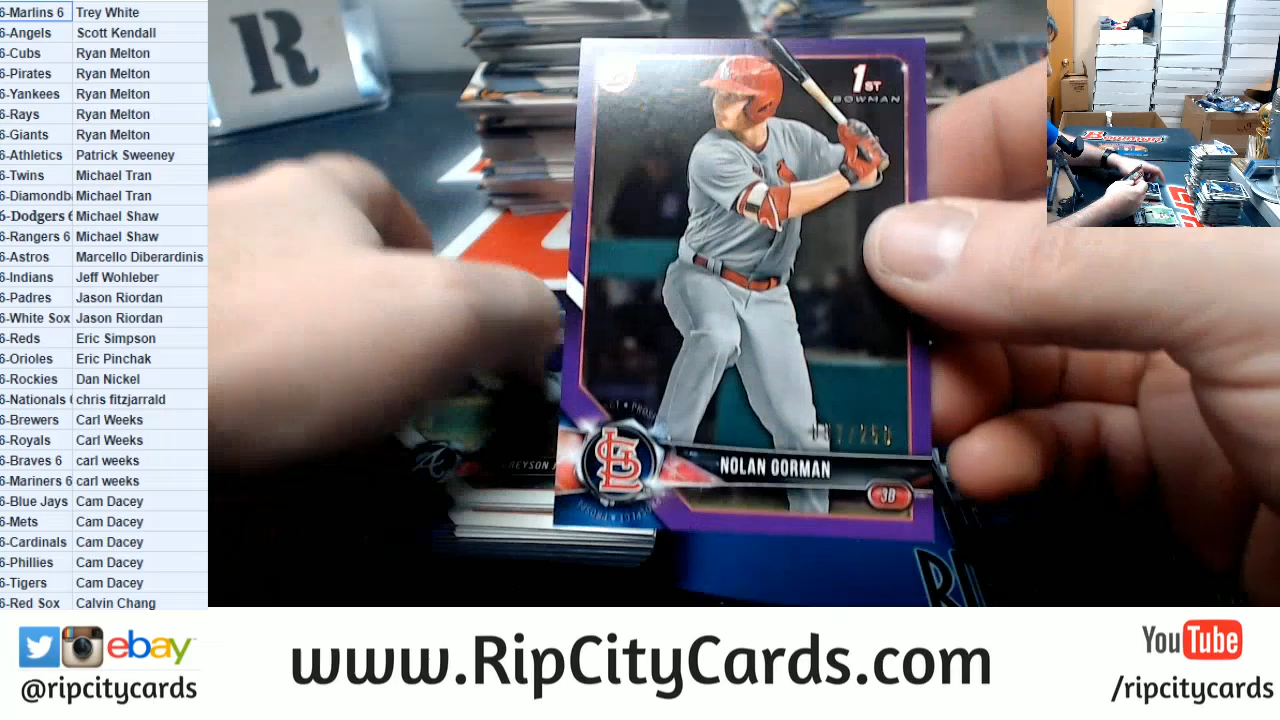 6-Marlins 6 Trey White
6-Angels Scott Kendall
6-Cubs Ryan Melton
6-Pirates Ryan Melton
6-Yankees Ryan Melton
6-Rays Ryan Melton
6-Giants Ryan Melton
6-Athletics Patrick Sweeney
6-Twins Michael Tran
6-Diamondb Michael Tran
6-Dodgers 6 Michael Shaw
6-Rangers 6 Michael Shaw
6-Astros Marcello Diberardinis
6-Indians Jeff Wohleber
6-Padres Jason Riordan
6-White Sox Jason Riordan
6-Reds Eric Simpson
6-Orioles Eric Pinchak
6-Rockies Dan Nickel
6-Nationals chris fitzjarrald
6-Brewers Carl Weeks
6-Royals Carl Weeks
6-Braves 6 carl weeks
6-Mariners 6 carl weeks
6-Blue Jays Cam Dacey
6-Mets Cam Dacey
6-Cardinals Cam Dacey
6-Phillies Cam Dacey
6-Tigers Cam Dacey
6-Red Sox Calvin Chang
R
1ST
BOWMAN
NOLAN GORMAN
3B
STL
Bowman
ebay
@ripcitycards
www.RipCityCards.com
YouTube
/ripcitycards